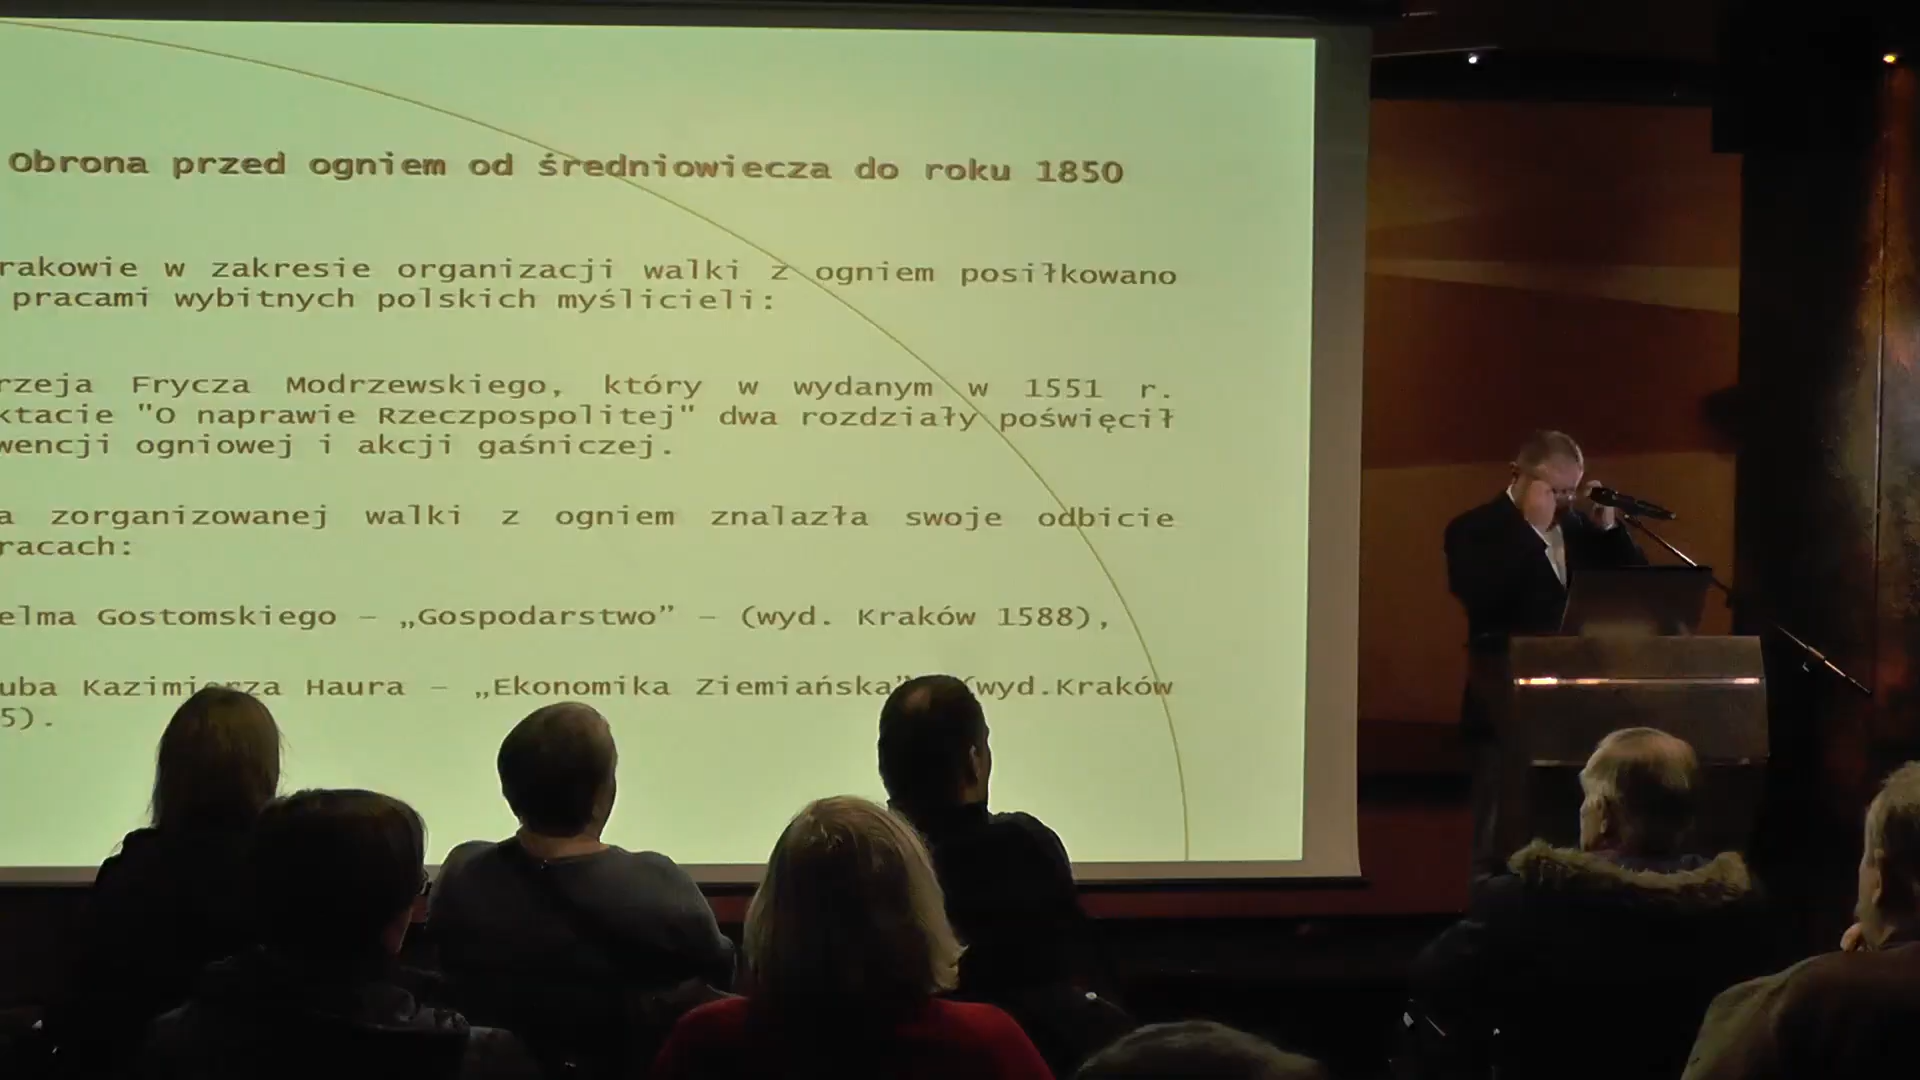 Obrona przed ogniem od średniowiecza do roku 1850
rakowie w zakresie organizacji walki z ogniem posiłkowano
pracami wybitnych polskich myślicieli:
rzeja Frycza Modrzewskiego, który w wydanym w 1551 r.
ktacie "O naprawie Rzeczpospolitej" dwa rozdziały poświęcił
wencji ogniowej i akcji gaśniczej.
a zorganizowanej walki z ogniem znalazła swoje odbicie
racach:
elma Gostomskiego – „Gospodarstwo” – (wyd. Kraków 1588),
uba Kazimierza Haura – „Ekonomika Ziemiańska” (wyd.Kraków
5).